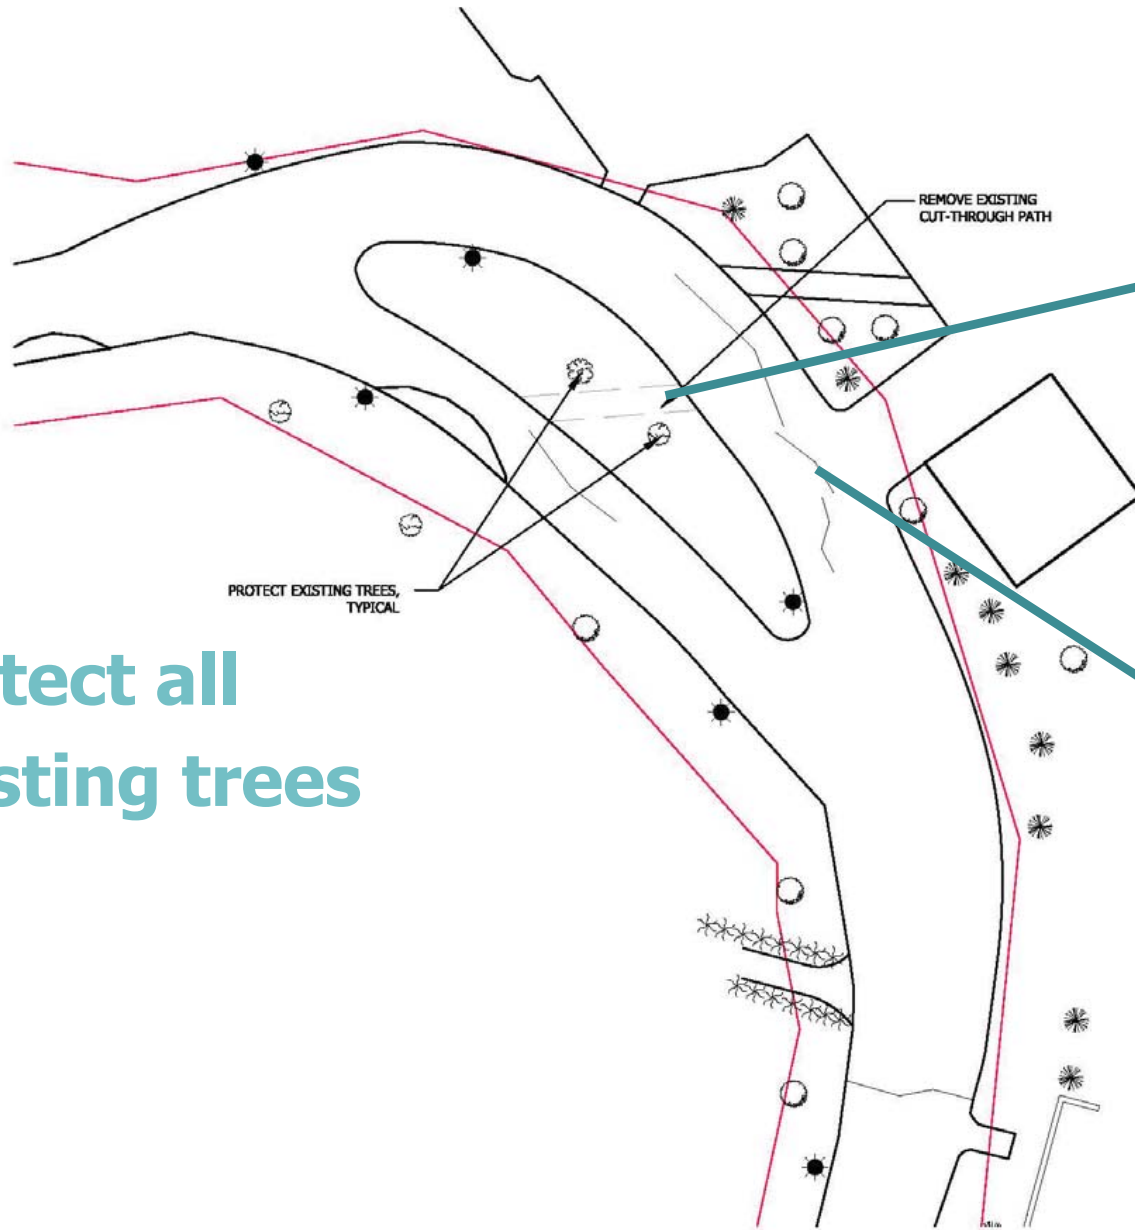 REMOVE EXISTING
CUT-THROUGH PATH
PROTECT EXISTING TREES,
TYPICAL
tect all
sting trees